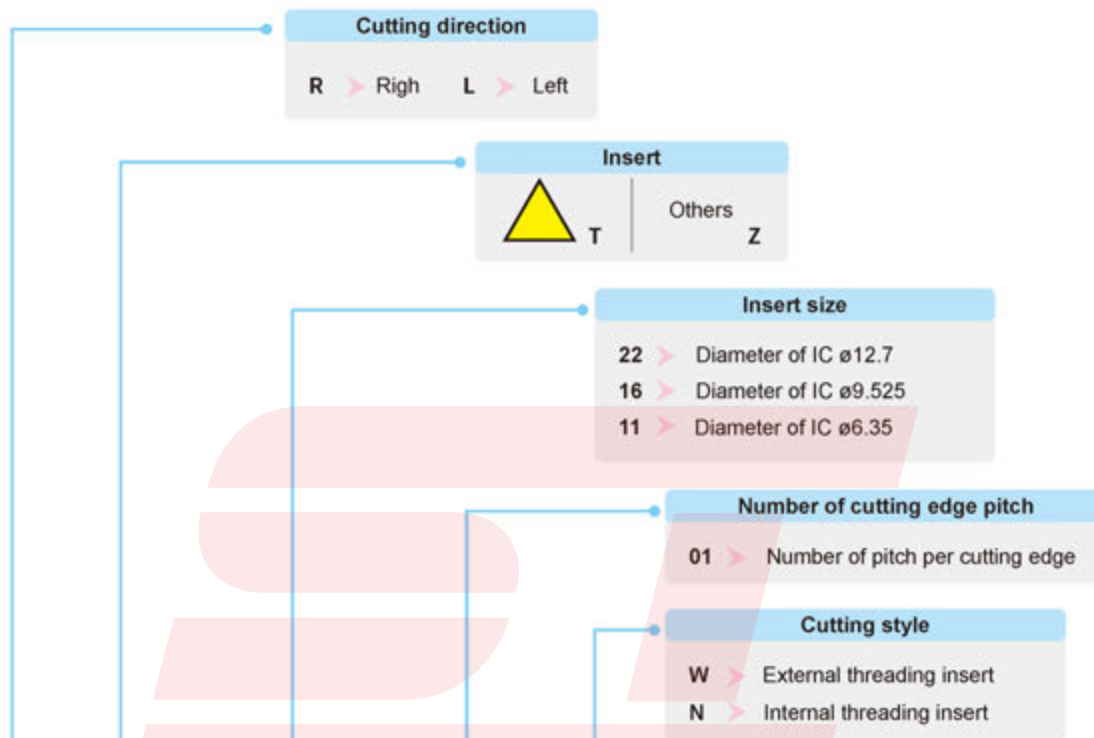 Cutting direction
R Righ L Left
Insert
T Others Z
Insert size
22 Diameter of IC ø12.7
16 Diameter of IC ø9.525
11 Diameter of IC ø6.35
Number of cutting edge pitch
01 Number of pitch per cutting edge
Cutting style
W External threading insert
N Internal threading insert